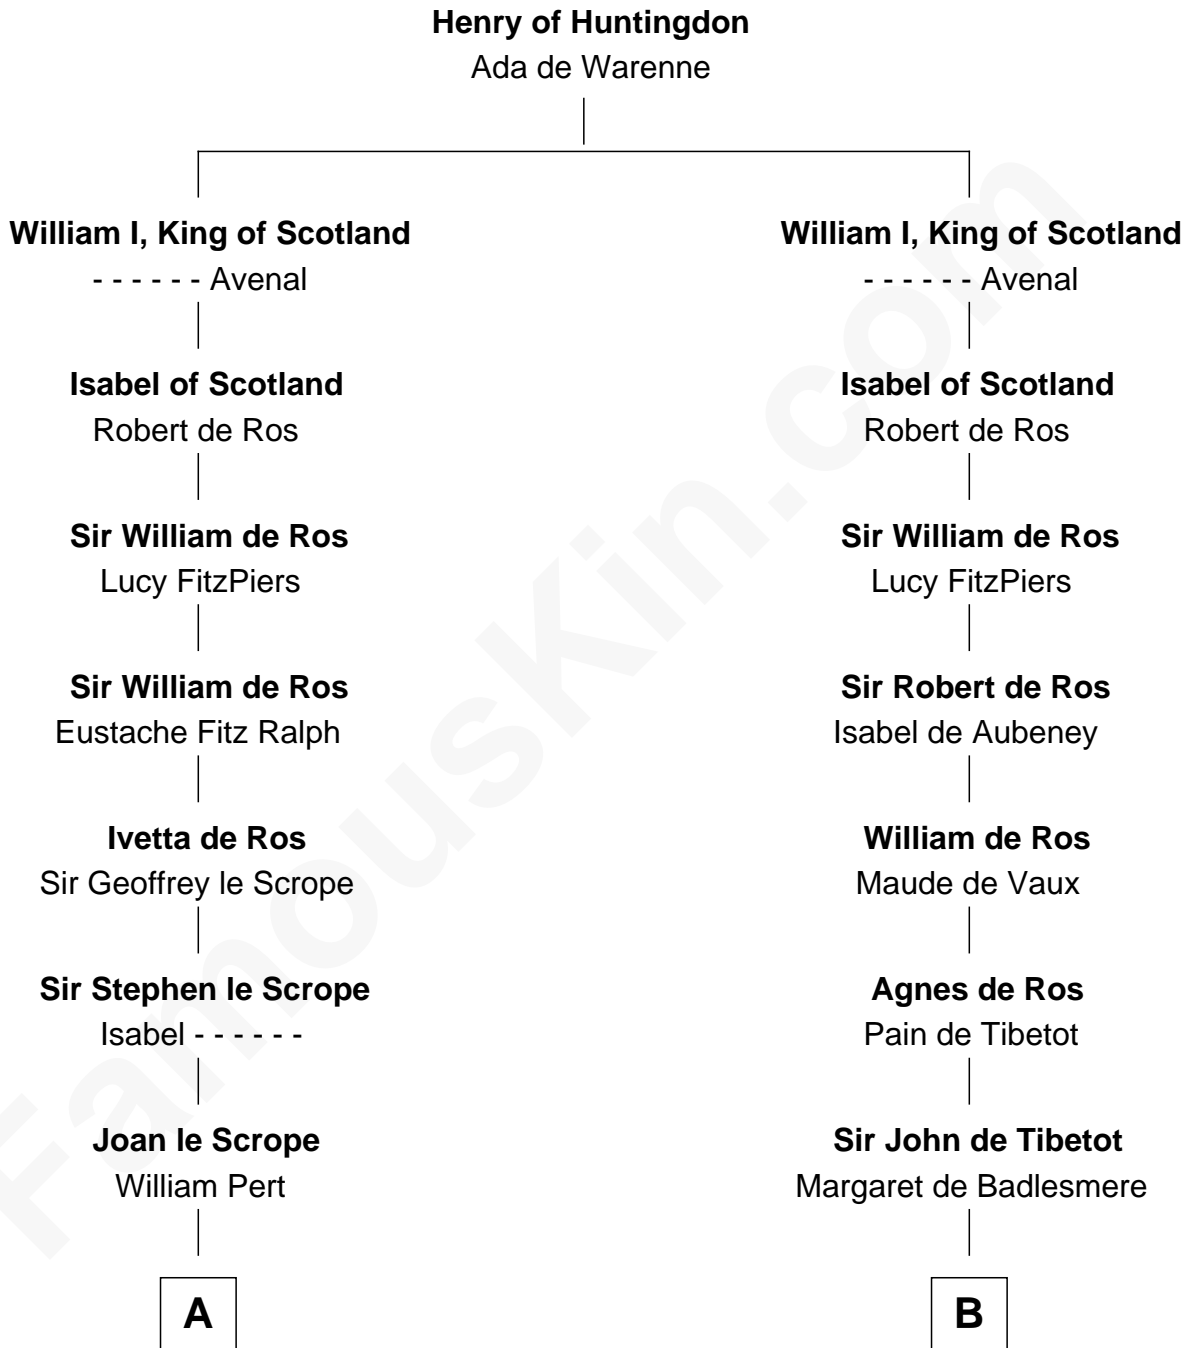 Henry of Huntingdon
Ada de Warenne
William I, King of Scotland
- - - - - - Avenal
Isabel of Scotland
Robert de Ros
Sir William de Ros
Lucy FitzPiers
Sir William de Ros
Eustache Fitz Ralph
Ivetta de Ros
Sir Geoffrey le Scrope
Sir Stephen le Scrope
Isabel - - - - - -
Joan le Scrope
William Pert
A
William I, King of Scotland
- - - - - - Avenal
Isabel of Scotland
Robert de Ros
Sir William de Ros
Lucy FitzPiers
Sir Robert de Ros
Isabel de Aubeney
William de Ros
Maude de Vaux
Agnes de Ros
Pain de Tibetot
Sir John de Tibetot
Margaret de Badlesmere
B
FamousKin.com